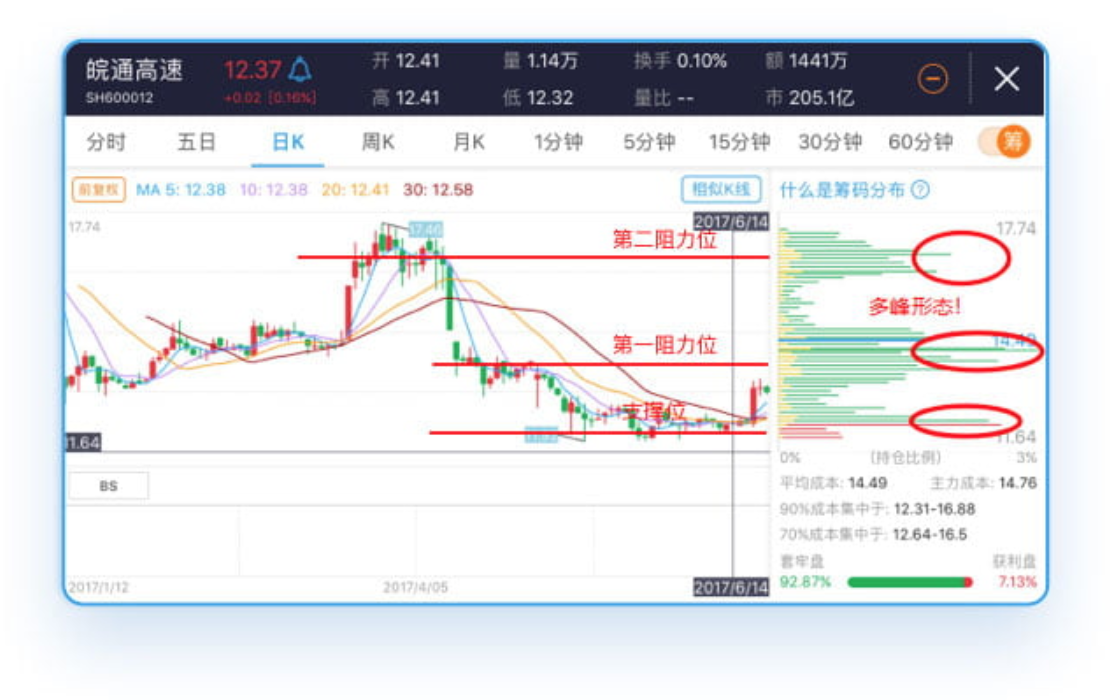 皖通高速 12.37 开 12.41 量 1.14万 换手 0.10% 额 1441万
SH600012 +0.02 [0.16%] 高 12.41 低 12.32 量比 -- 市 205.1亿
分时 五日 日K 周K 月K 1分钟 5分钟 15分钟 30分钟 60分钟 筹
前复权 MA 5: 12.38 10: 12.38 20: 12.41 30: 12.58 相似K线 什么是筹码分布 ?
17.74 2017/6/14 17.74
第二阻力位
多峰形态!
第一阻力位 14.49
支撑位
11.64 11.64
0% (持仓比例) 3%
BS 平均成本: 14.49 主力成本: 14.76
90%成本集中于: 12.31-16.88
70%成本集中于: 12.64-16.5
套牢盘 获利盘
2017/1/12 2017/4/05 2017/6/14 92.87% 7.13%